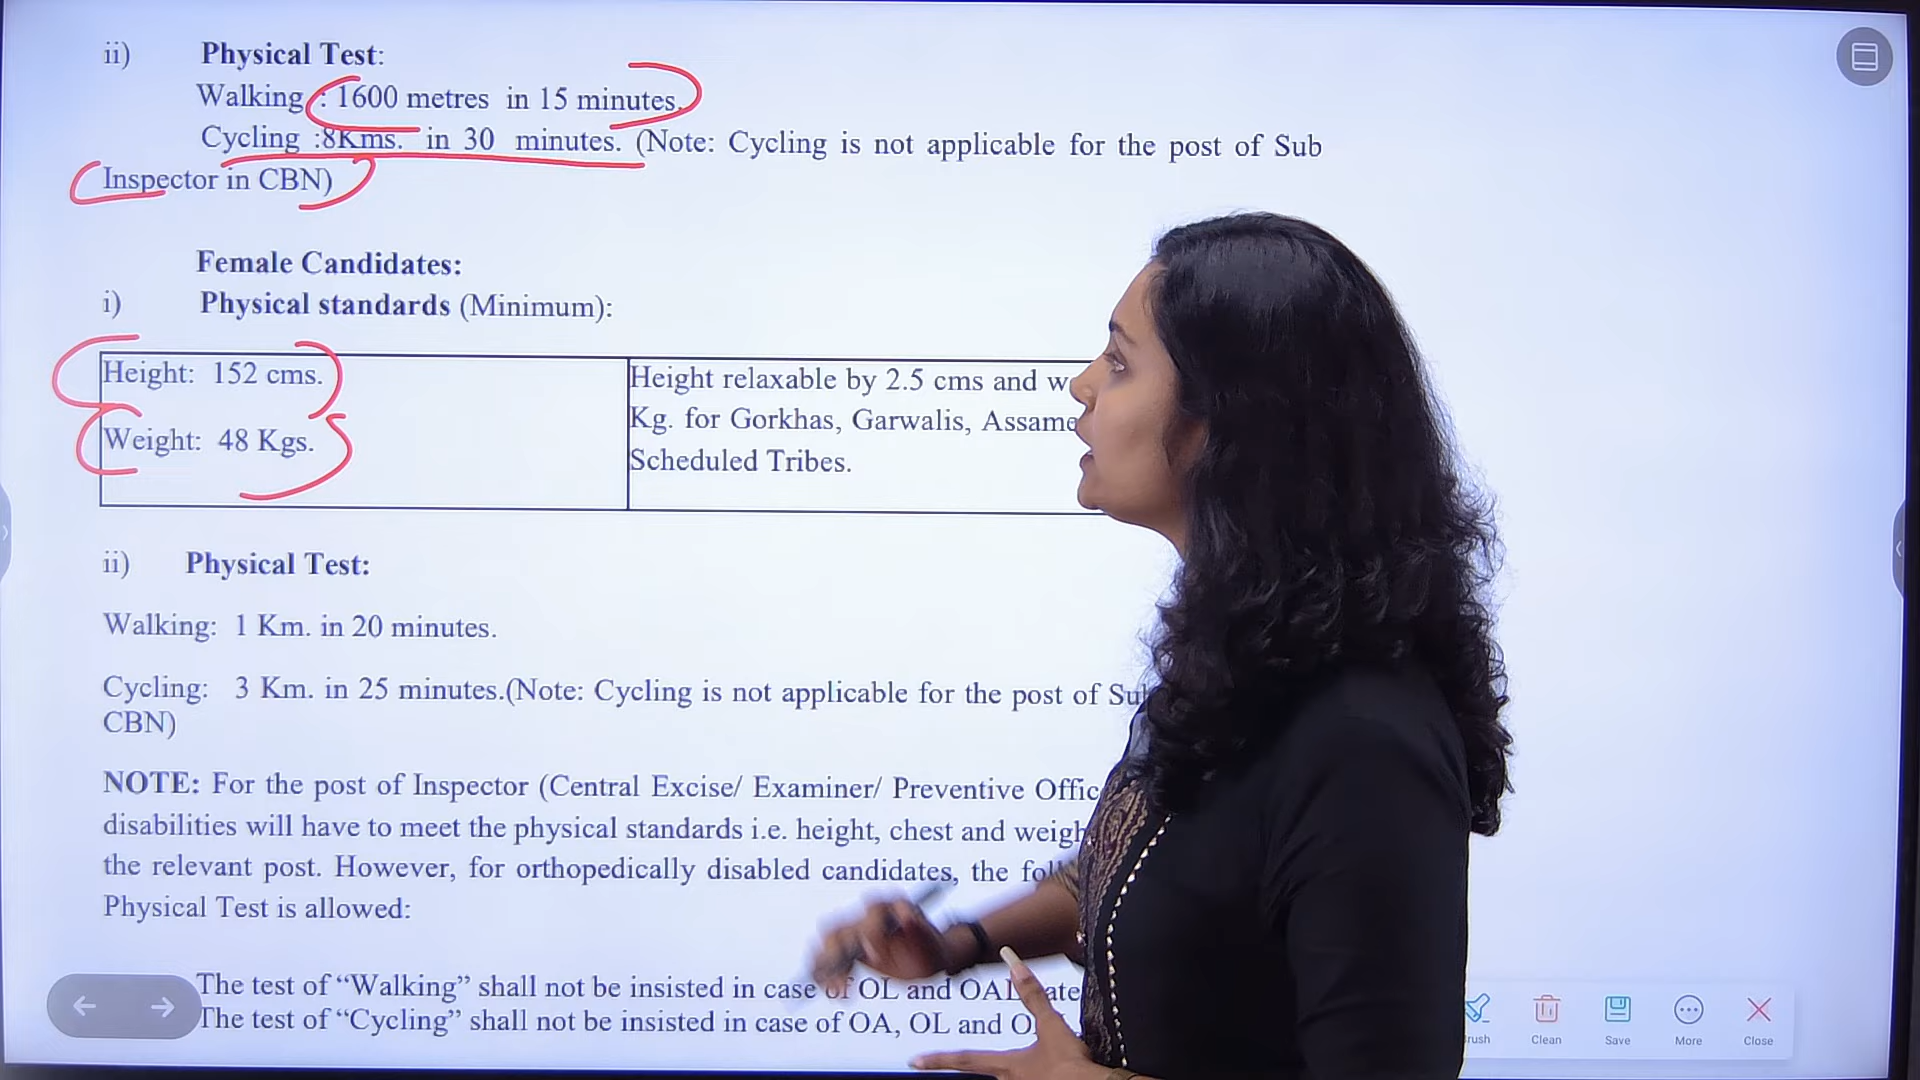 ii) Physical Test:
Walking : 1600 metres in 15 minutes.
Cycling :8Kms. in 30 minutes. (Note: Cycling is not applicable for the post of Sub
Inspector in CBN)
Female Candidates:
i) Physical standards (Minimum):
Height: 152 cms.
Weight: 48 Kgs.
Height relaxable by 2.5 cms and
Kg. for Gorkhas, Garwalis,
Scheduled Tribes.
ii) Physical Test:
Walking: 1 Km. in 20 minutes.
Cycling: 3 Km. in 25 minutes.(Note: Cycling is not applicable for the post of
CBN)
NOTE: For the post of Inspector (Central Excise/ Examiner/ Preventive
disabilities will have to meet the physical standards i.e. height, chest and
the relevant post. However, for orthopedically disabled candidates, the
Physical Test is allowed:
The test of “Walking” shall not be insisted in case of OL and
The test of “Cycling” shall not be insisted in case of OA, OL and
Clean
Save
More
Close